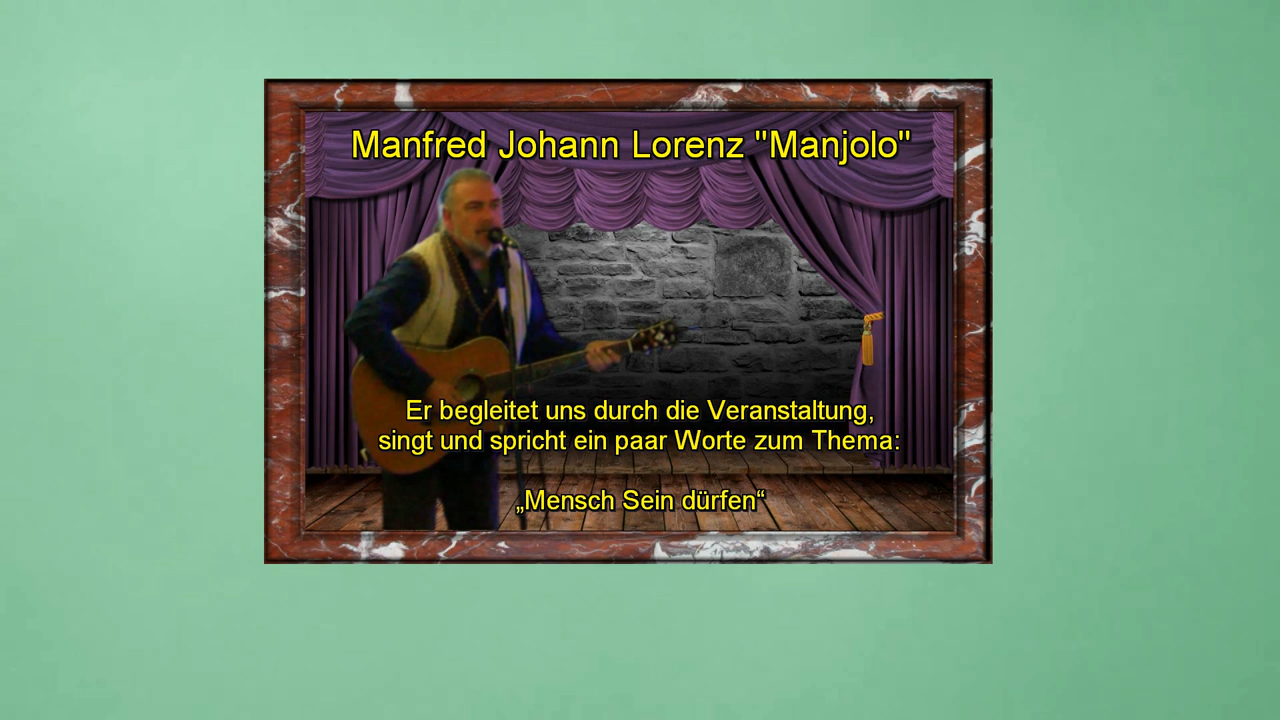 Manfred Johann Lorenz "Manjolo"
Er begleitet uns durch die Veranstaltung,
singt und spricht ein paar Worte zum Thema:
„Mensch Sein dürfen“